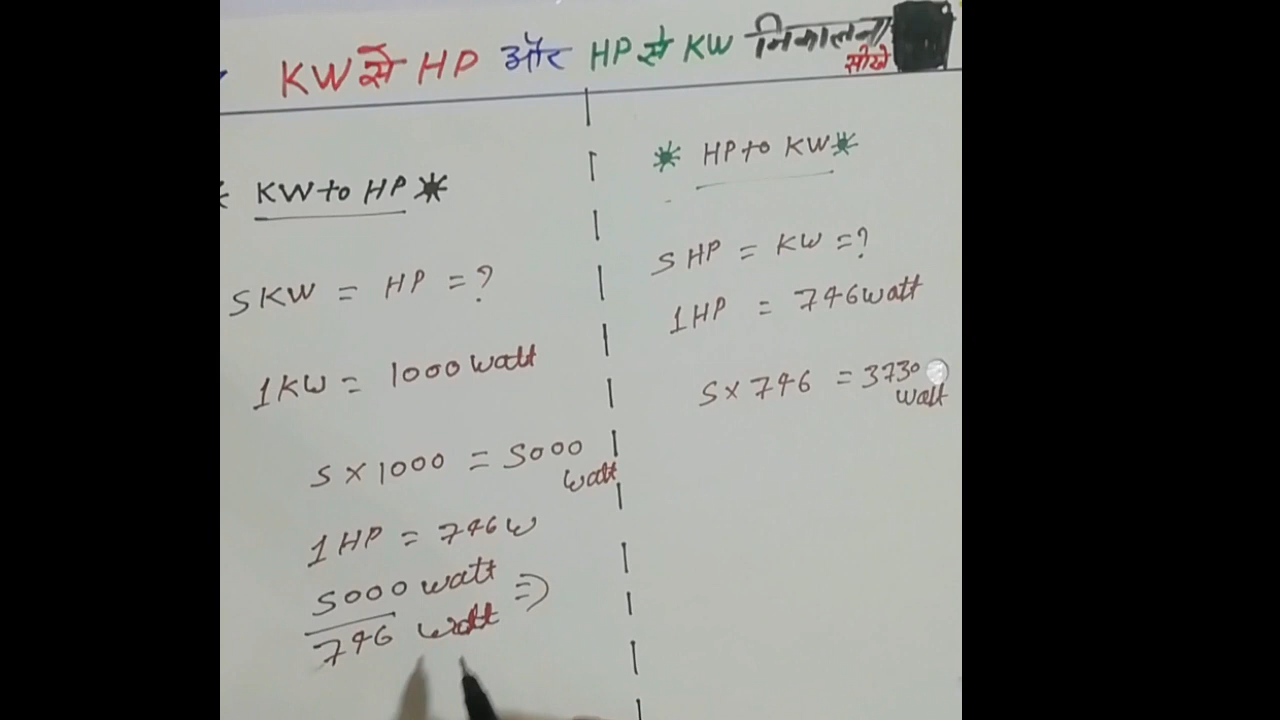 KW से HP और HP से KW निकालना
सीखे
* KW to HP *
5KW = HP = ?
1KW = 1000 watt
5 x 1000 = 5000
watt
1HP = 746W
5000 watt =)
746 watt
* HP to KW *
5HP = KW = ?
1HP = 746watt
5 x 746 = 3730
watt